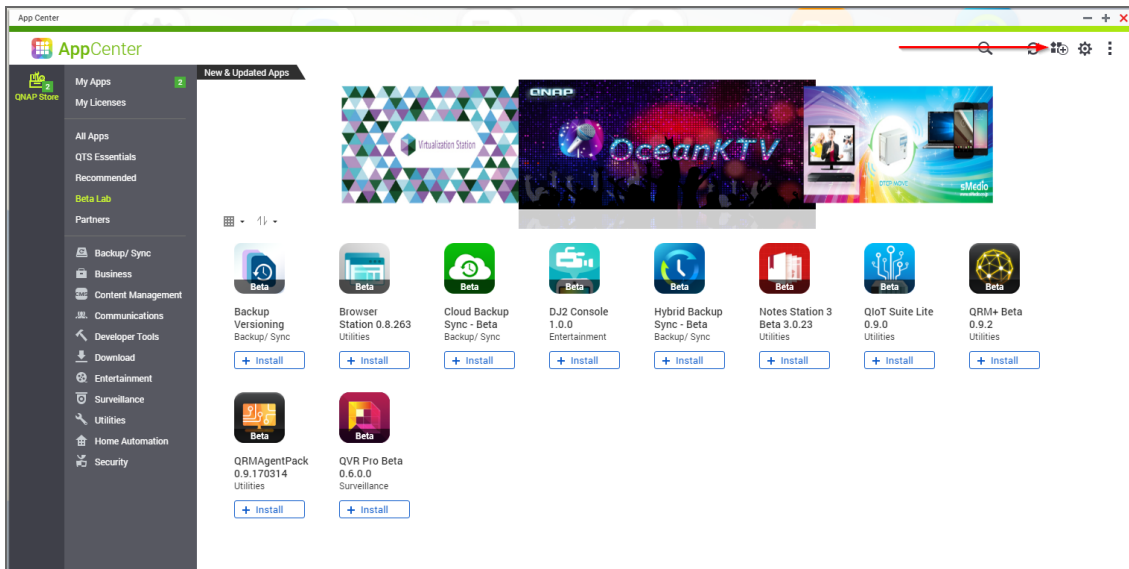 App Center
AppCenter
2
QNAP Store
My Apps 2
My Licenses
All Apps
QTS Essentials
Recommended
Beta Lab
Partners
Backup/ Sync
Business
Content Management
Communications
Developer Tools
Download
Entertainment
Surveillance
Utilities
Home Automation
Security
New & Updated Apps
Virtualization Station
QNAP
OceanKTV
sMedio
Beta
Backup
Versioning
Backup/ Sync
+ Install
Beta
Browser
Station 0.8.263
Utilities
+ Install
Beta
Cloud Backup
Sync - Beta
Backup/ Sync
+ Install
Beta
DJ2 Console
1.0.0
Entertainment
+ Install
Beta
Hybrid Backup
Sync - Beta
Backup/ Sync
+ Install
Beta
Notes Station 3
Beta 3.0.23
Utilities
+ Install
Beta
QIoT Suite Lite
0.9.0
Utilities
+ Install
Beta
QRM+ Beta
0.9.2
Utilities
+ Install
Beta
QRMAgentPack
0.9.170314
Utilities
+ Install
Beta
QVR Pro Beta
0.6.0.0
Surveillance
+ Install